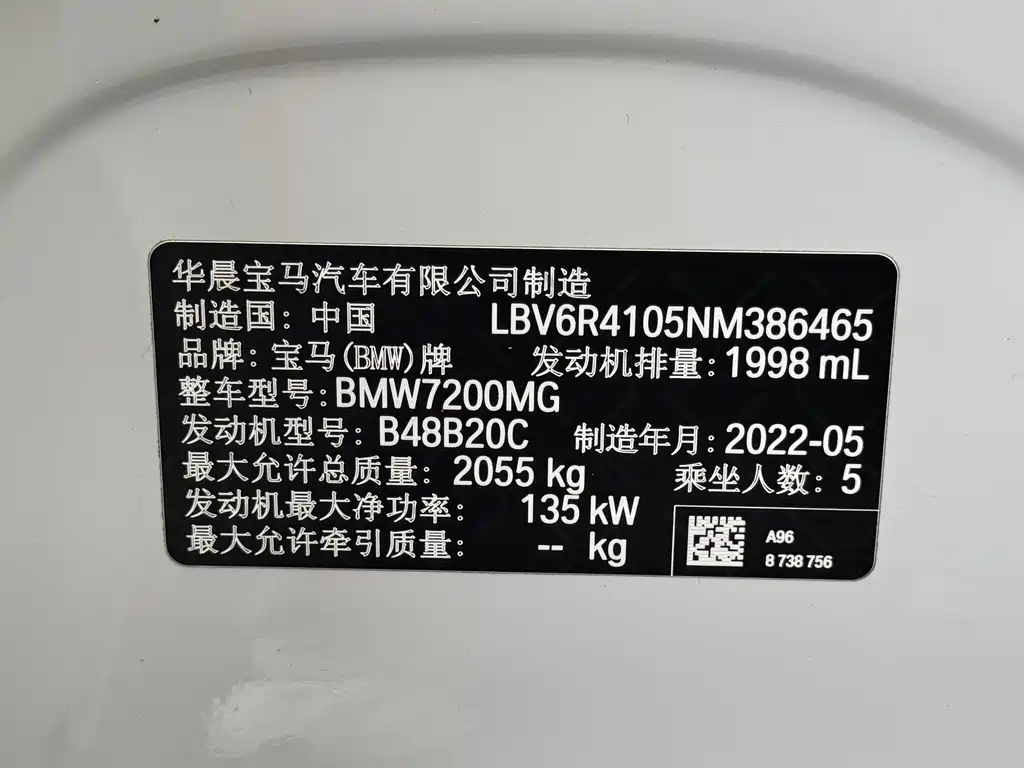 华晨宝马汽车有限公司制造
制造国：中国 LBV6R4105NM386465
品牌：宝马(BMW)牌 发动机排量：1998 mL
整车型号：BMW7200MG
发动机型号：B48B20C 制造年月：2022-05
最大允许总质量：2055 kg 乘坐人数：5
发动机最大净功率：135 kW
最大允许牵引质量：-- kg
A96
8 738 756